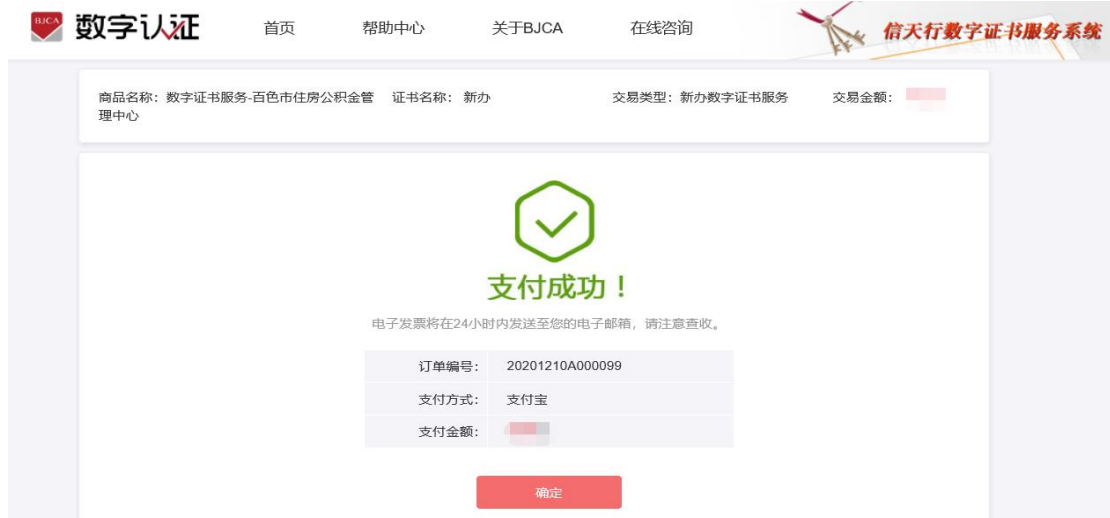 BJCA 数字认证 首页 帮助中心 关于BJCA 在线咨询 信天行数字证书服务系统
商品名称：数字证书服务-百色市住房公积金管理中心 证书名称：新办 交易类型：新办数字证书服务 交易金额：
支付成功！
电子发票将在24小时内发送至您的电子邮箱，请注意查收。
订单编号： 20201210A000099
支付方式： 支付宝
支付金额：
确定